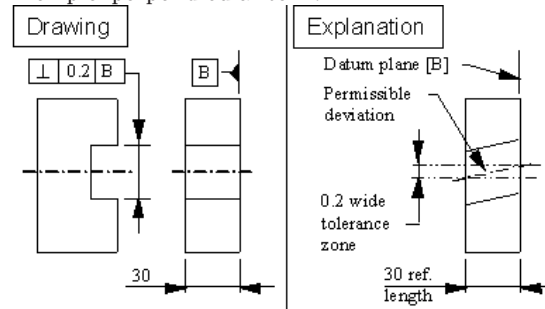 Drawing
⊥ 0.2 B
B
30
Explanation
Datum plane [B]
Permissible
deviation
0.2 wide
tolerance
zone
30 ref.
length